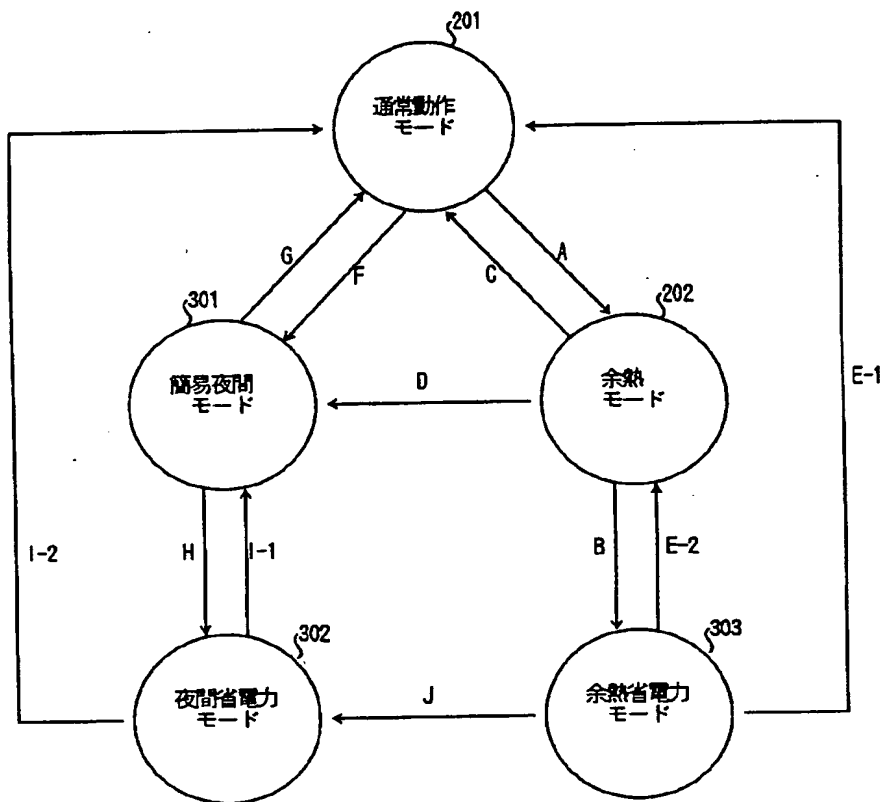 201
通常動作
モード
G
F
C
A
301
202
簡易夜間
モード
D
余熱
モード
E-1
I-2
H
I-1
B
E-2
302
303
夜間省電力
モード
J
余熱省電力
モード